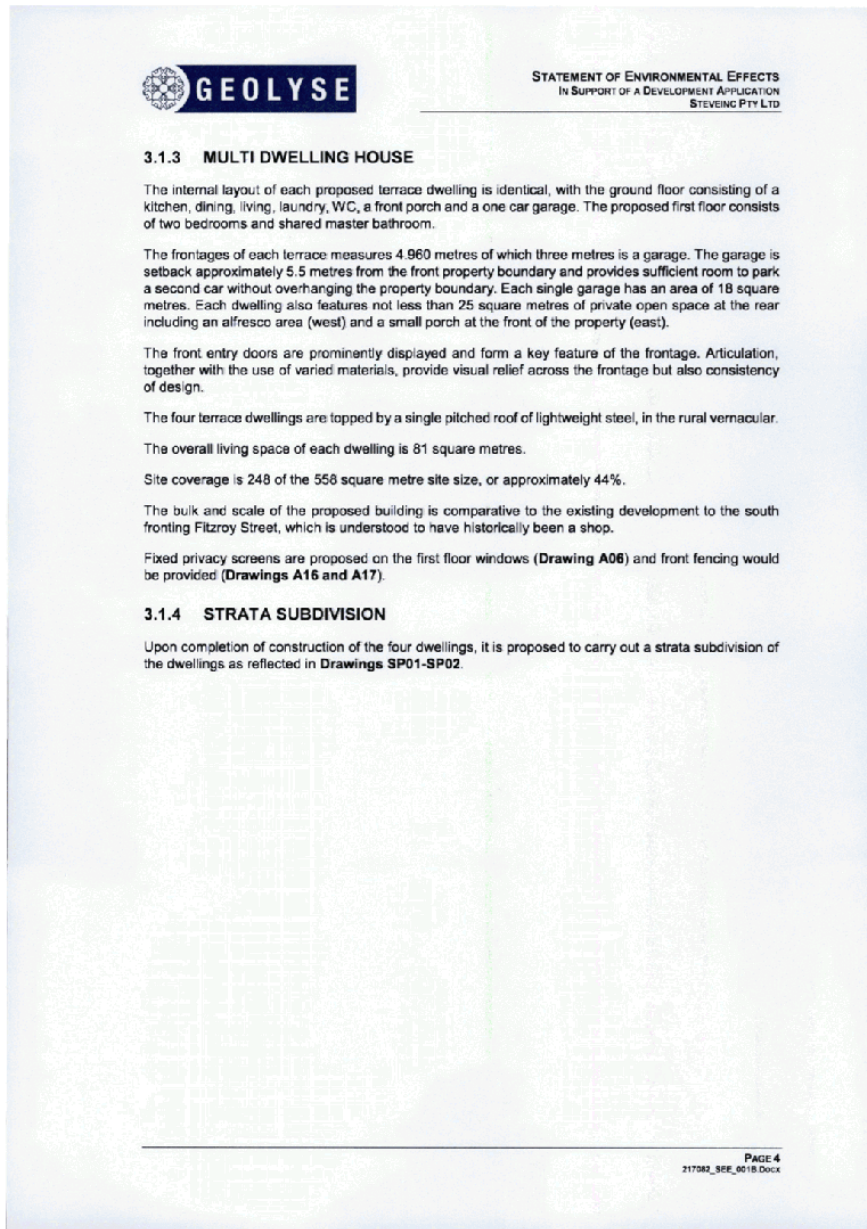 GEOLYSE
STATEMENT OF ENVIRONMENTAL EFFECTS
IN SUPPORT OF A DEVELOPMENT APPLICATION
STEVEINC PTY LTD
3.1.3 MULTI DWELLING HOUSE
The internal layout of each proposed terrace dwelling is identical, with the ground floor consisting of a
kitchen, dining, living, laundry, WC, a front porch and a one car garage. The proposed first floor consists
of two bedrooms and shared master bathroom.
The frontages of each terrace measures 4.960 metres of which three metres is a garage. The garage is
setback approximately 5.5 metres from the front property boundary and provides sufficient room to park
a second car without overhanging the property boundary. Each single garage has an area of 18 square
metres. Each dwelling also features not less than 25 square metres of private open space at the rear
including an alfresco area (west) and a small porch at the front of the property (east).
The front entry doors are prominently displayed and form a key feature of the frontage. Articulation,
together with the use of varied materials, provide visual relief across the frontage but also consistency
of design.
The four terrace dwellings are topped by a single pitched roof of lightweight steel, in the rural vernacular.
The overall living space of each dwelling is 81 square metres.
Site coverage is 248 of the 558 square metre site size, or approximately 44%.
The bulk and scale of the proposed building is comparative to the existing development to the south
fronting Fitzroy Street, which is understood to have historically been a shop.
Fixed privacy screens are proposed on the first floor windows (Drawing A06) and front fencing would
be provided (Drawings A16 and A17).
3.1.4 STRATA SUBDIVISION
Upon completion of construction of the four dwellings, it is proposed to carry out a strata subdivision of
the dwellings as reflected in Drawings SP01-SP02.
PAGE 4
217082_SEE_001B.Docx